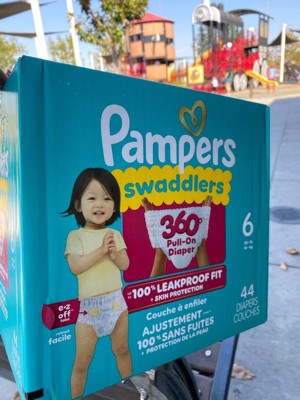 Pampers
swaddlers
360°
Pull-On
Diaper
6
100% LEAKPROOF FIT
+ SKIN PROTECTION
Couche à enfiler
AJUSTEMENT
100% SANS FUITES
+ PROTECTION DE LA PEAU
e-z
off
facile
44
DIAPERS
COUCHES